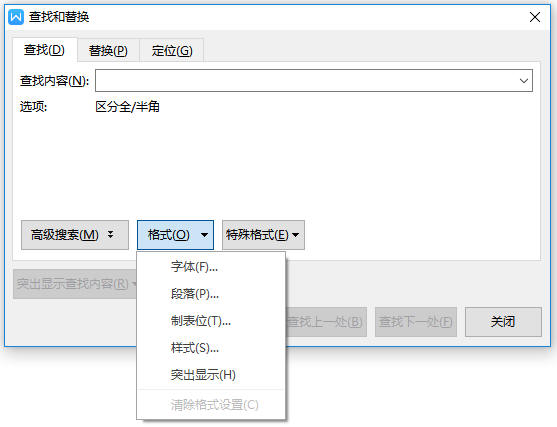 查找和替换
查找(D) 替换(P) 定位(G)
查找内容(N):
选项: 区分全/半角
高级搜索(M) 格式(O) 特殊格式(E)
字体(F)...
突出显示查找内容(R)
段落(P)...
制表位(T)...
查找上一处(B) 查找下一处(F) 关闭
样式(S)...
突出显示(H)
清除格式设置(C)